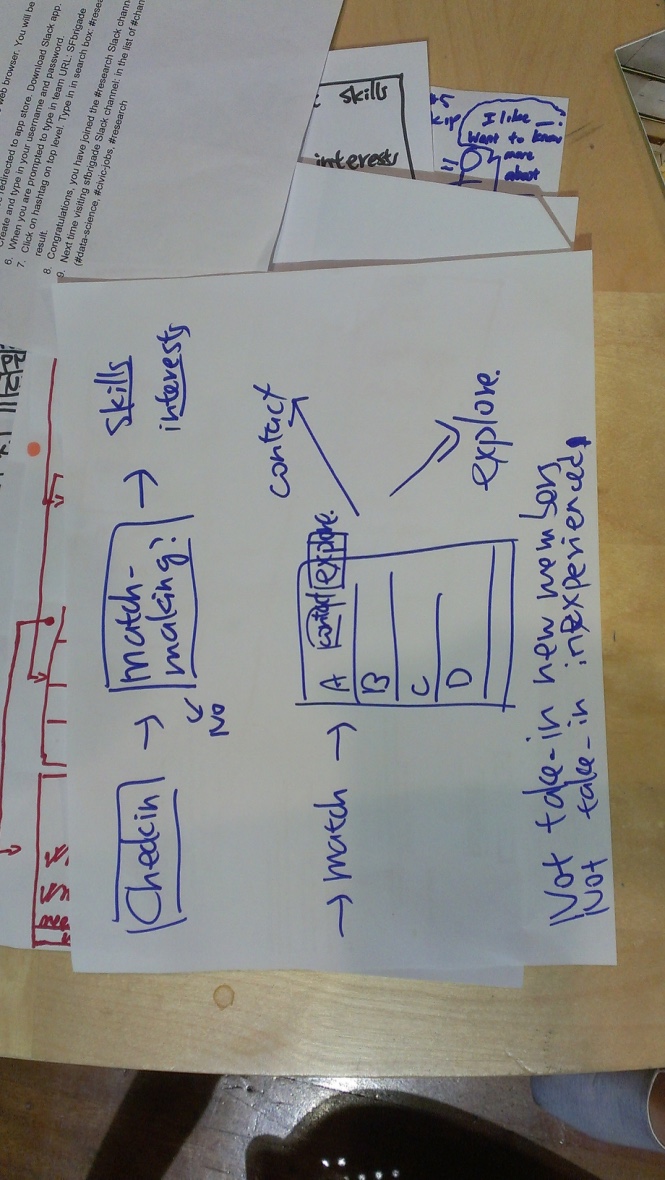 web browser. You will be
redirected to app store. Download Slack app.
Create and type in your username and password.
6. When you are prompted to type in team URL: SFbrigade
7. Click on hashtag on top level. Type in in search box:
result.
8. Congratulations, you have joined the #research Slack
9. Next time visiting sfbrigade Slack channel: in the list of
(#data-science, #civic-jobs, #research
skills
interests
I like
Want to know
more
about
Checkin → Match-making? → skills
interests
No
→ match →
A contact explore.
B
C
D
contact
explore.
Not take-in new members
Not take-in inexperienced